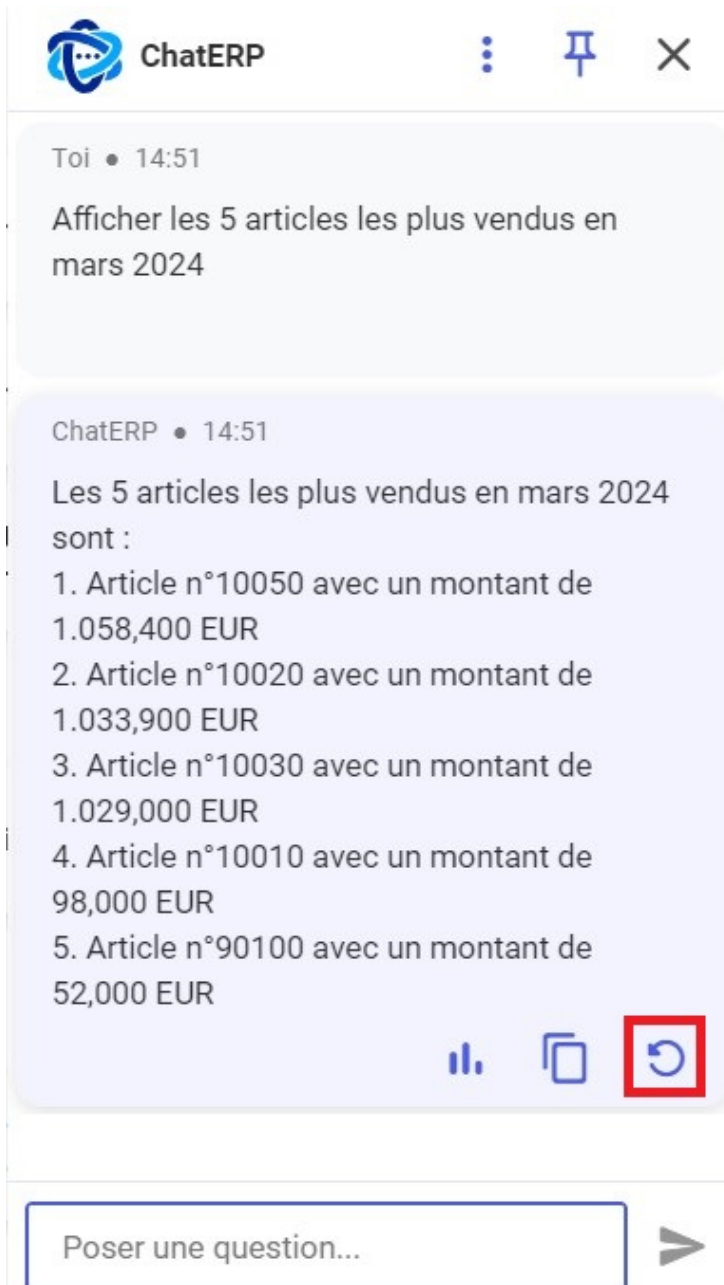 ChatERP
Toi • 14:51
Afficher les 5 articles les plus vendus en
mars 2024
ChatERP • 14:51
Les 5 articles les plus vendus en mars 2024
sont :
1. Article n°10050 avec un montant de
1.058,400 EUR
2. Article n°10020 avec un montant de
1.033,900 EUR
3. Article n°10030 avec un montant de
1.029,000 EUR
4. Article n°10010 avec un montant de
98,000 EUR
5. Article n°90100 avec un montant de
52,000 EUR
Poser une question...